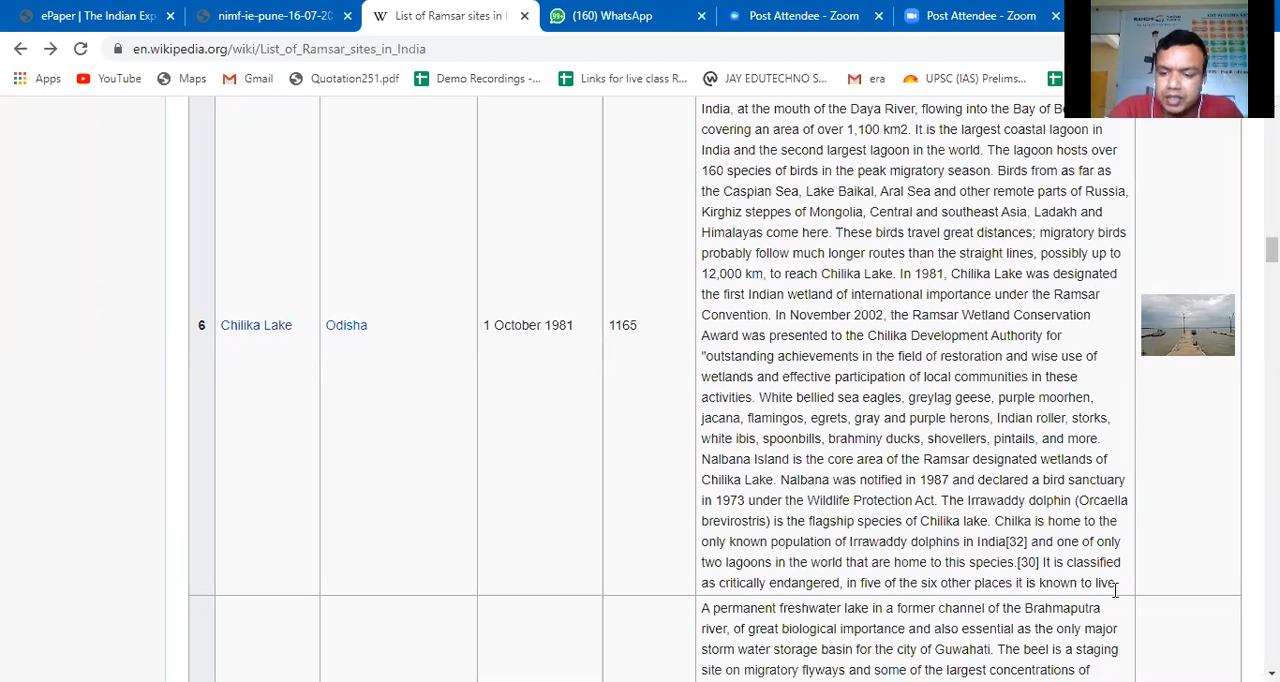 ePaper | The Indian Exp
nimf-ie-pune-16-07-20
List of Ramsar sites in
(160) WhatsApp
Post Attendee - Zoom
Post Attendee - Zoom
en.wikipedia.org/wiki/List_of_Ramsar_sites_in_India
Apps
YouTube
Maps
Gmail
Quotation251.pdf
Demo Recordings -...
Links for live class R...
JAY EDUTECHNO S...
era
UPSC (IAS) Prelims...
India, at the mouth of the Daya River, flowing into the Bay of
covering an area of over 1,100 km2. It is the largest coastal lagoon in
India and the second largest lagoon in the world. The lagoon hosts over
160 species of birds in the peak migratory season. Birds from as far as
the Caspian Sea, Lake Baikal, Aral Sea and other remote parts of Russia,
Kirghiz steppes of Mongolia, Central and southeast Asia, Ladakh and
Himalayas come here. These birds travel great distances; migratory birds
probably follow much longer routes than the straight lines, possibly up to
12,000 km, to reach Chilika Lake. In 1981, Chilika Lake was designated
the first Indian wetland of international importance under the Ramsar
Convention. In November 2002, the Ramsar Wetland Conservation
Award was presented to the Chilika Development Authority for
"outstanding achievements in the field of restoration and wise use of
wetlands and effective participation of local communities in these
activities. White bellied sea eagles, greylag geese, purple moorhen,
jacana, flamingos, egrets, gray and purple herons, Indian roller, storks,
white ibis, spoonbills, brahminy ducks, shovellers, pintails, and more.
Nalbana Island is the core area of the Ramsar designated wetlands of
Chilika Lake. Nalbana was notified in 1987 and declared a bird sanctuary
in 1973 under the Wildlife Protection Act. The Irrawaddy dolphin (Orcaella
brevirostris) is the flagship species of Chilika lake. Chilka is home to the
only known population of Irrawaddy dolphins in India[32] and one of only
two lagoons in the world that are home to this species.[30] It is classified
as critically endangered, in five of the six other places it is known to live.
6
Chilika Lake
Odisha
1 October 1981
1165
A permanent freshwater lake in a former channel of the Brahmaputra
river, of great biological importance and also essential as the only major
storm water storage basin for the city of Guwahati. The beel is a staging
site on migratory flyways and some of the largest concentrations of